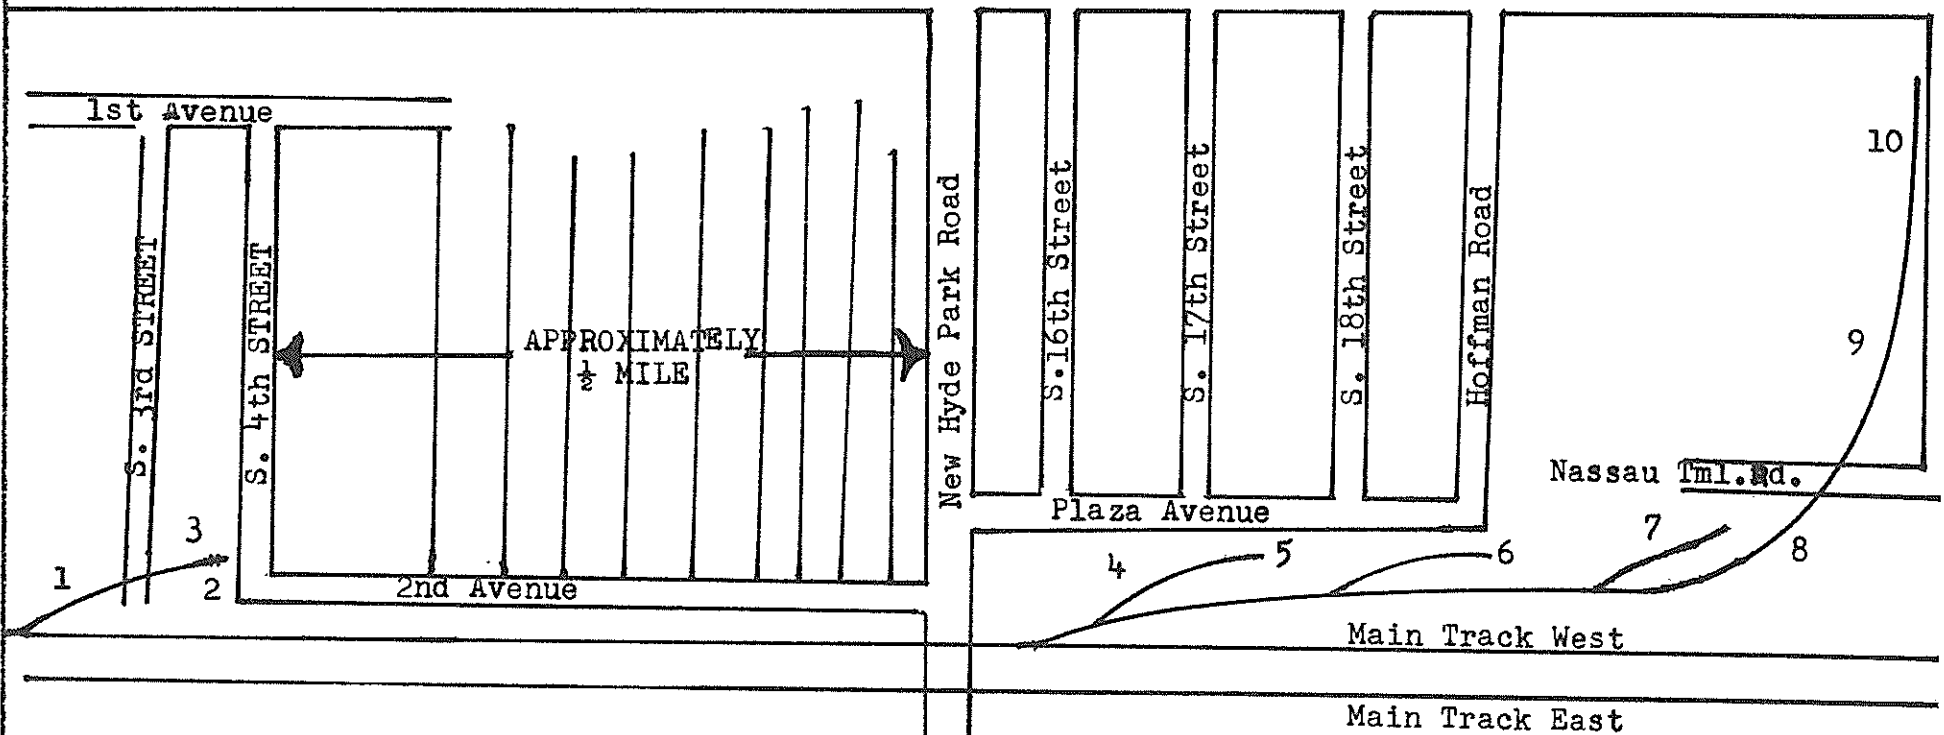 1st Avenue
S. 3rd STREET
S. 4th STREET
APPROXIMATELY
½ MILE
New Hyde Park Road
S.16th Street
S. 17th Street
S. 18th Street
Hoffman Road
10
9
Nassau Tml.Rd.
Plaza Avenue
1
3
2
2nd Avenue
4
5
6
7
8
Main Track West
Main Track East